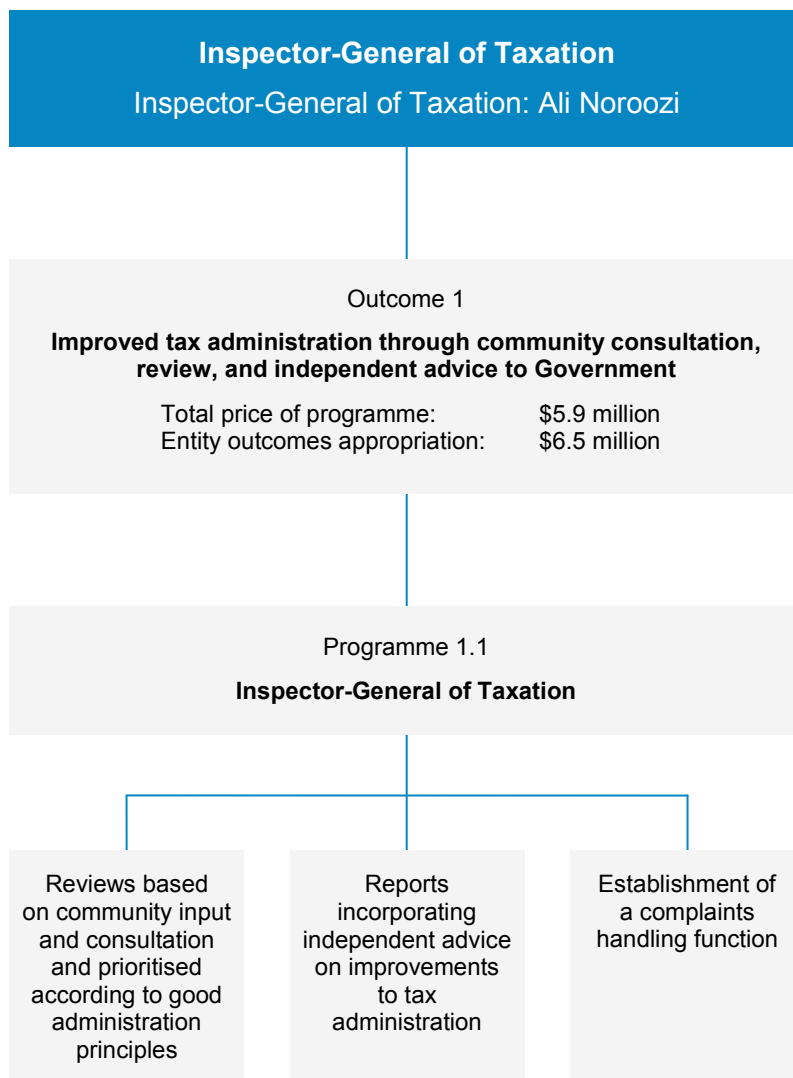 Inspector-General of Taxation
Inspector-General of Taxation: Ali Noroozi
Outcome 1
Improved tax administration through community consultation,
review, and independent advice to Government
Total price of programme: $5.9 million
Entity outcomes appropriation: $6.5 million
Programme 1.1
Inspector-General of Taxation
Reviews based
on community input
and consultation
and prioritised
according to good
administration
principles
Reports
incorporating
independent advice
on improvements
to tax
administration
Establishment of
a complaints
handling function